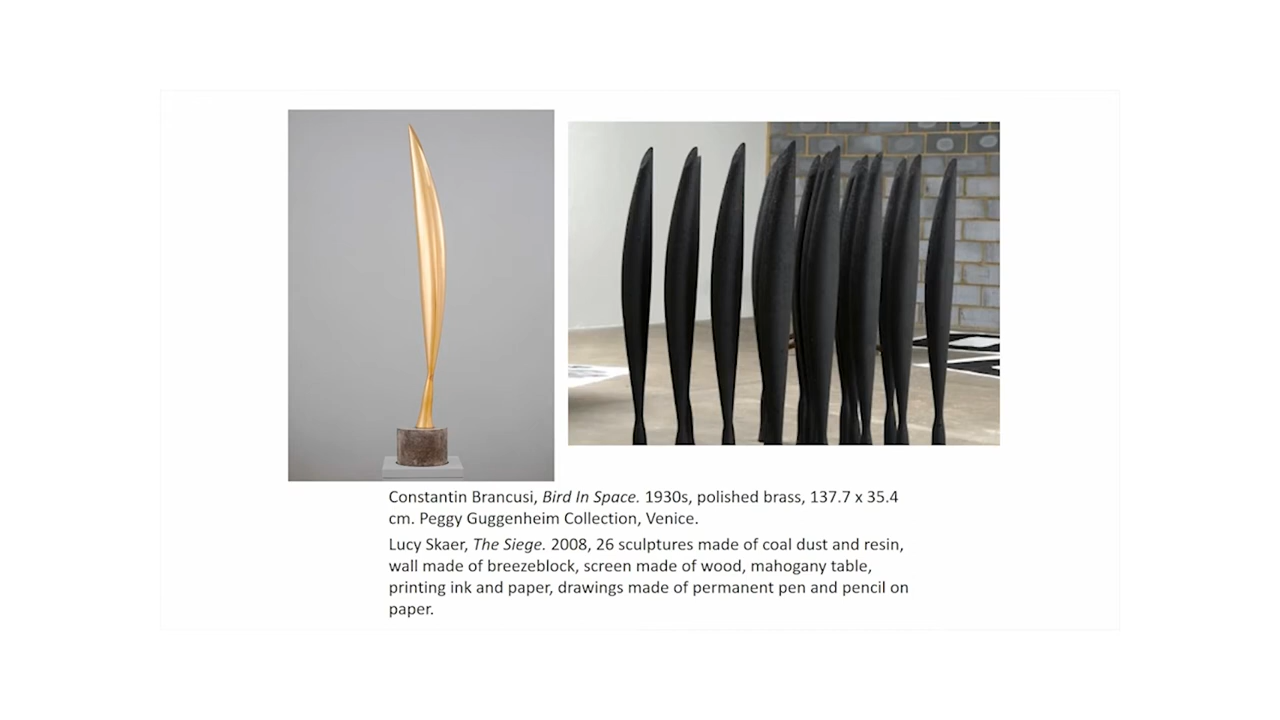 Constantin Brancusi, Bird In Space. 1930s, polished brass, 137.7 x 35.4
cm. Peggy Guggenheim Collection, Venice.
Lucy Skaer, The Siege. 2008, 26 sculptures made of coal dust and resin,
wall made of breezeblock, screen made of wood, mahogany table,
printing ink and paper, drawings made of permanent pen and pencil on
paper.